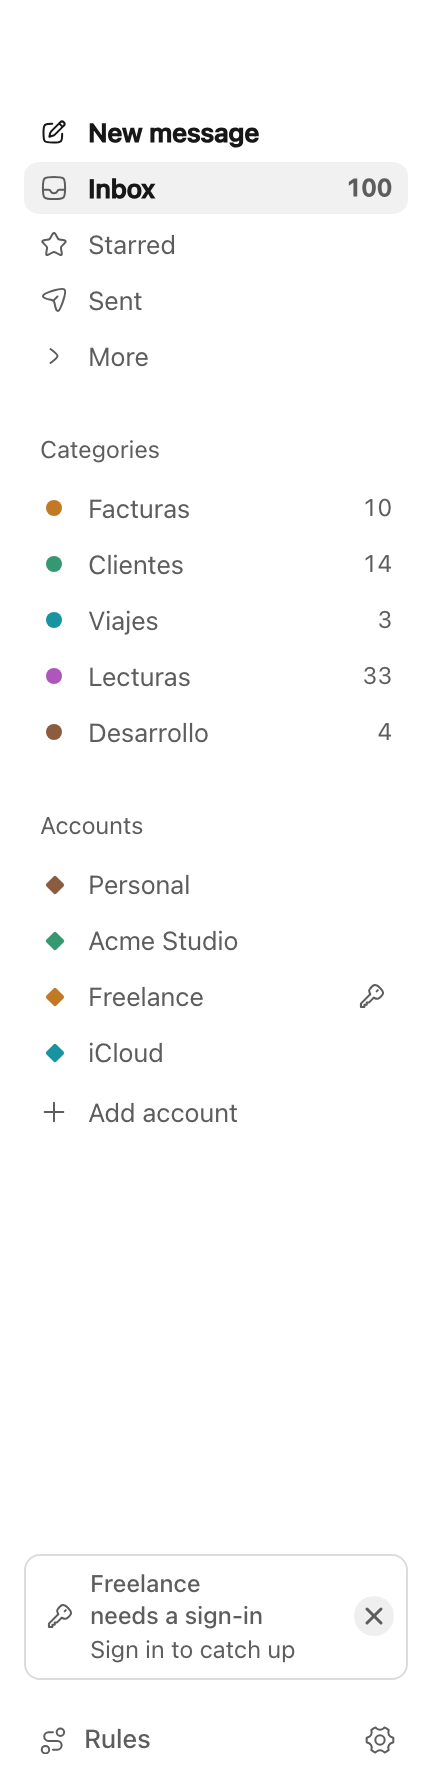 New message
Inbox 100
Starred
Sent
More
Categories
Facturas 10
Clientes 14
Viajes 3
Lecturas 33
Desarrollo 4
Accounts
Personal
Acme Studio
Freelance
iCloud
Add account
Freelance
needs a sign-in
Sign in to catch up
Rules